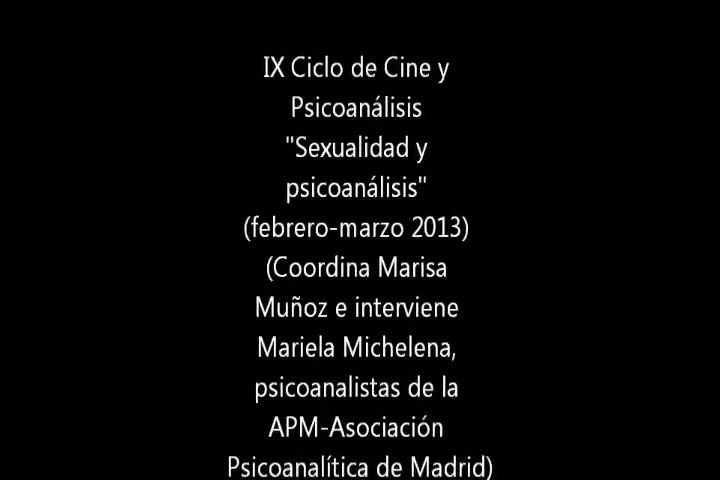 IX Ciclo de Cine y
Psicoanálisis
"Sexualidad y
psicoanálisis"
(febrero-marzo 2013)
(Coordina Marisa
Muñoz e interviene
Mariela Michelena,
psicoanalistas de la
APM-Asociación
Psicoanalítica de Madrid)